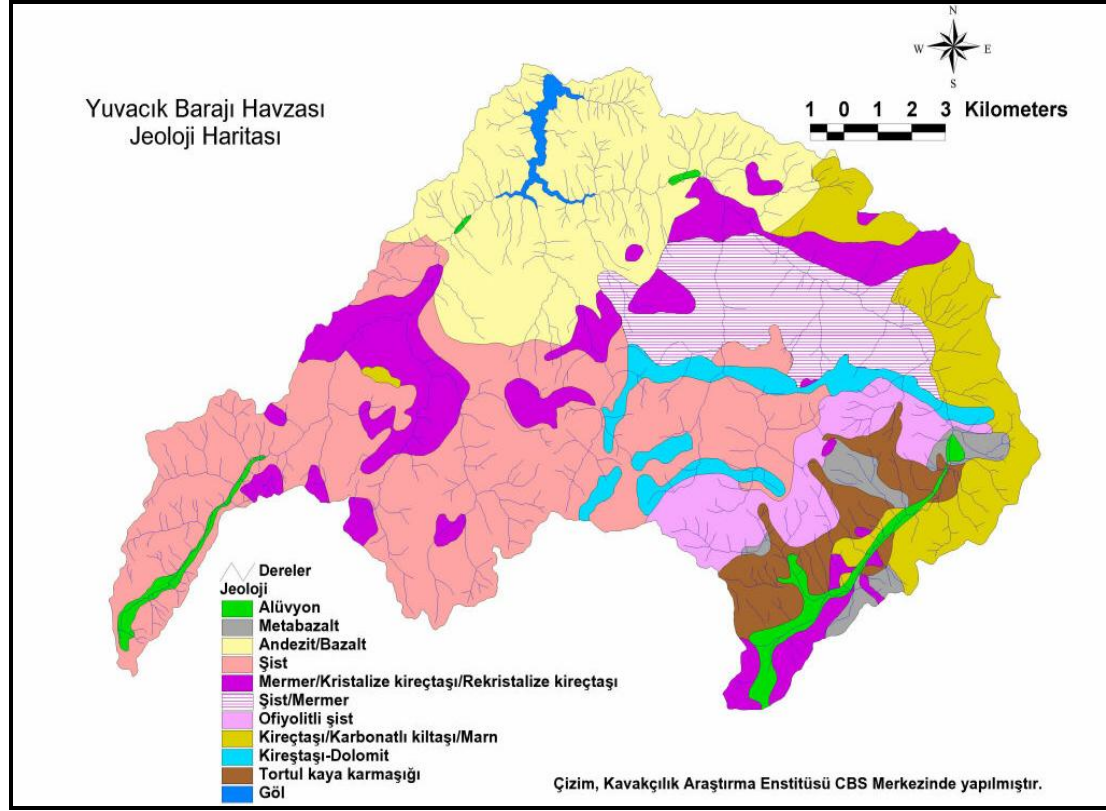 N
W E
S
Yuvacık Barajı Havzası
Jeoloji Haritası
1 0 1 2 3 Kilometers
Dereler
Jeoloji
Alüvyon
Metabazalt
Andezit/Bazalt
Şist
Mermer/Kristalize kireçtaşı/Rekristalize kireçtaşı
Şist/Mermer
Ofiyolitli şist
Kireçtaşı/Karbonatlı kiltaşı/Marn
Kireştaşı-Dolomit
Tortul kaya karmaşığı
Göl
Çizim, Kavakçılık Araştırma Enstitüsü CBS Merkezinde yapılmıştır.